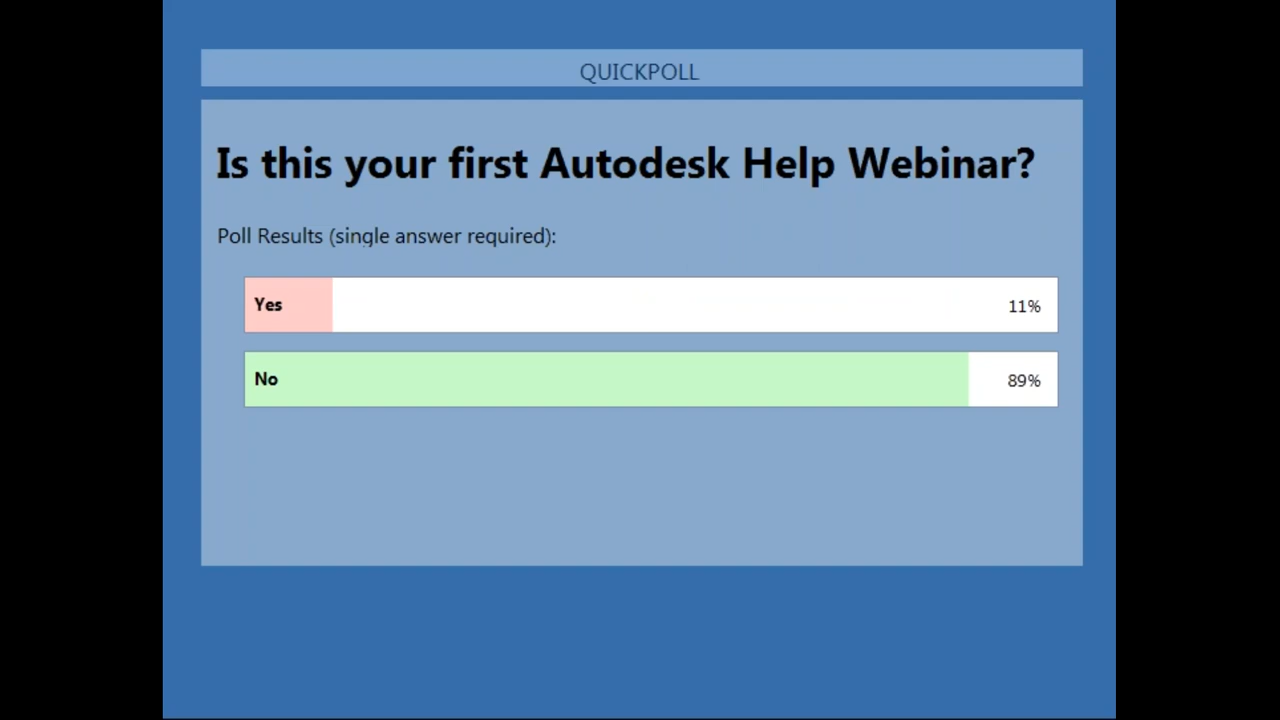 QUICKPOLL
Is this your first Autodesk Help Webinar?
Poll Results (single answer required):
Yes 11%
No 89%